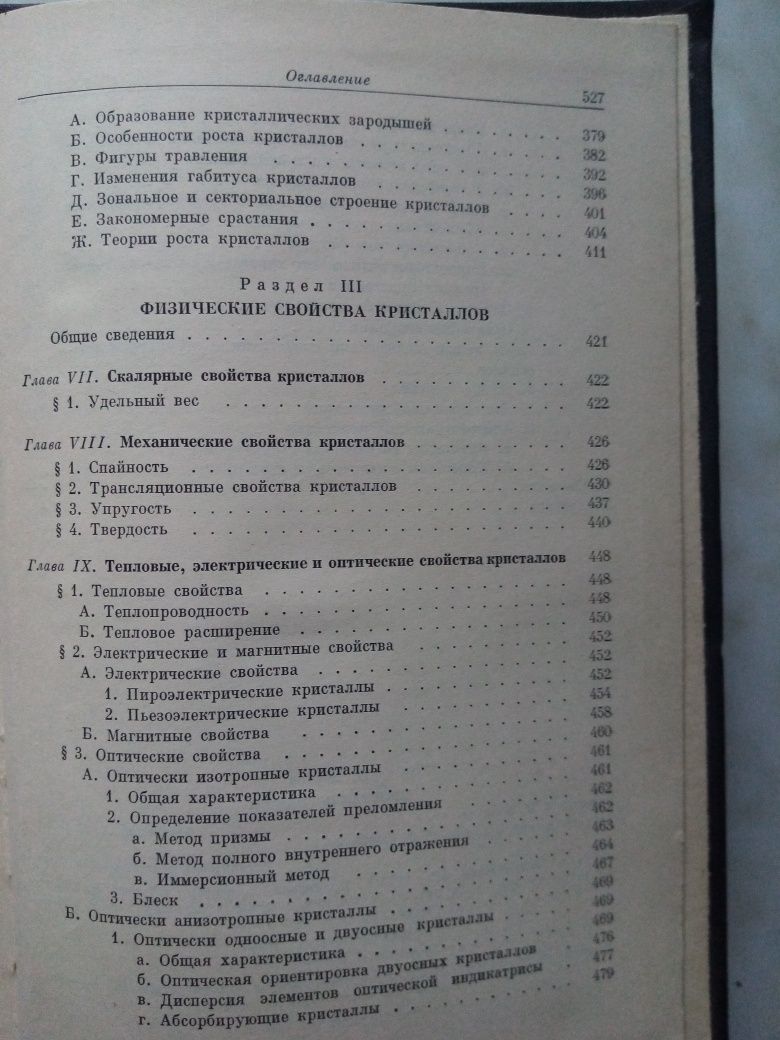 Оглавление 527
А. Образование кристаллических зародышей . . . . . . . 379
Б. Особенности роста кристаллов . . . . . . . . . . 382
В. Фигуры травления . . . . . . . . . . . . . 392
Г. Изменения габитуса кристаллов . . . . . . . . . 396
Д. Зональное и секториальное строение кристаллов . . . . 401
Е. Закономерные срастания . . . . . . . . . . . . 404
Ж. Теории роста кристаллов . . . . . . . . . . . . 411
Раздел III
ФИЗИЧЕСКИЕ СВОЙСТВА КРИСТАЛЛОВ
Общие сведения . . . . . . . . . . . . . . . . . 421
Глава VII. Скалярные свойства кристаллов . . . . . . . . . 422
§ 1. Удельный вес . . . . . . . . . . . . . . . . 422
Глава VIII. Механические свойства кристаллов . . . . . . . . 426
§ 1. Спайность . . . . . . . . . . . . . . . . . 426
§ 2. Трансляционные свойства кристаллов . . . . . . . . 430
§ 3. Упругость . . . . . . . . . . . . . . . . . 437
§ 4. Твердость . . . . . . . . . . . . . . . . . 440
Глава IX. Тепловые, электрические и оптические свойства кристаллов 448
§ 1. Тепловые свойства . . . . . . . . . . . . . . 448
А. Теплопроводность . . . . . . . . . . . . . . 448
Б. Тепловое расширение . . . . . . . . . . . . . 450
§ 2. Электрические и магнитные свойства . . . . . . . . 452
А. Электрические свойства . . . . . . . . . . . . 452
1. Пироэлектрические кристаллы . . . . . . . . . . 452
2. Пьезоэлектрические кристаллы . . . . . . . . . 454
Б. Магнитные свойства . . . . . . . . . . . . . 458
§ 3. Оптические свойства . . . . . . . . . . . . . 460
А. Оптически изотропные кристаллы . . . . . . . . . 461
1. Общая характеристика . . . . . . . . . . . . 461
2. Определение показателей преломления . . . . . . 462
а. Метод призмы . . . . . . . . . . . . . . 462
б. Метод полного внутреннего отражения . . . . . 463
в. Иммерсионный метод . . . . . . . . . . . 464
3. Блеск . . . . . . . . . . . . . . . . . . 467
Б. Оптически анизотропные кристаллы . . . . . . . . . 469
1. Оптически одноосные и двуосные кристаллы . . . . . 469
а. Общая характеристика . . . . . . . . . . . 469
б. Оптическая ориентировка двуосных кристаллов . . 476
в. Дисперсия элементов оптической индикатрисы . . 477
г. Абсорбирующие кристаллы . . . . . . . . . . 479